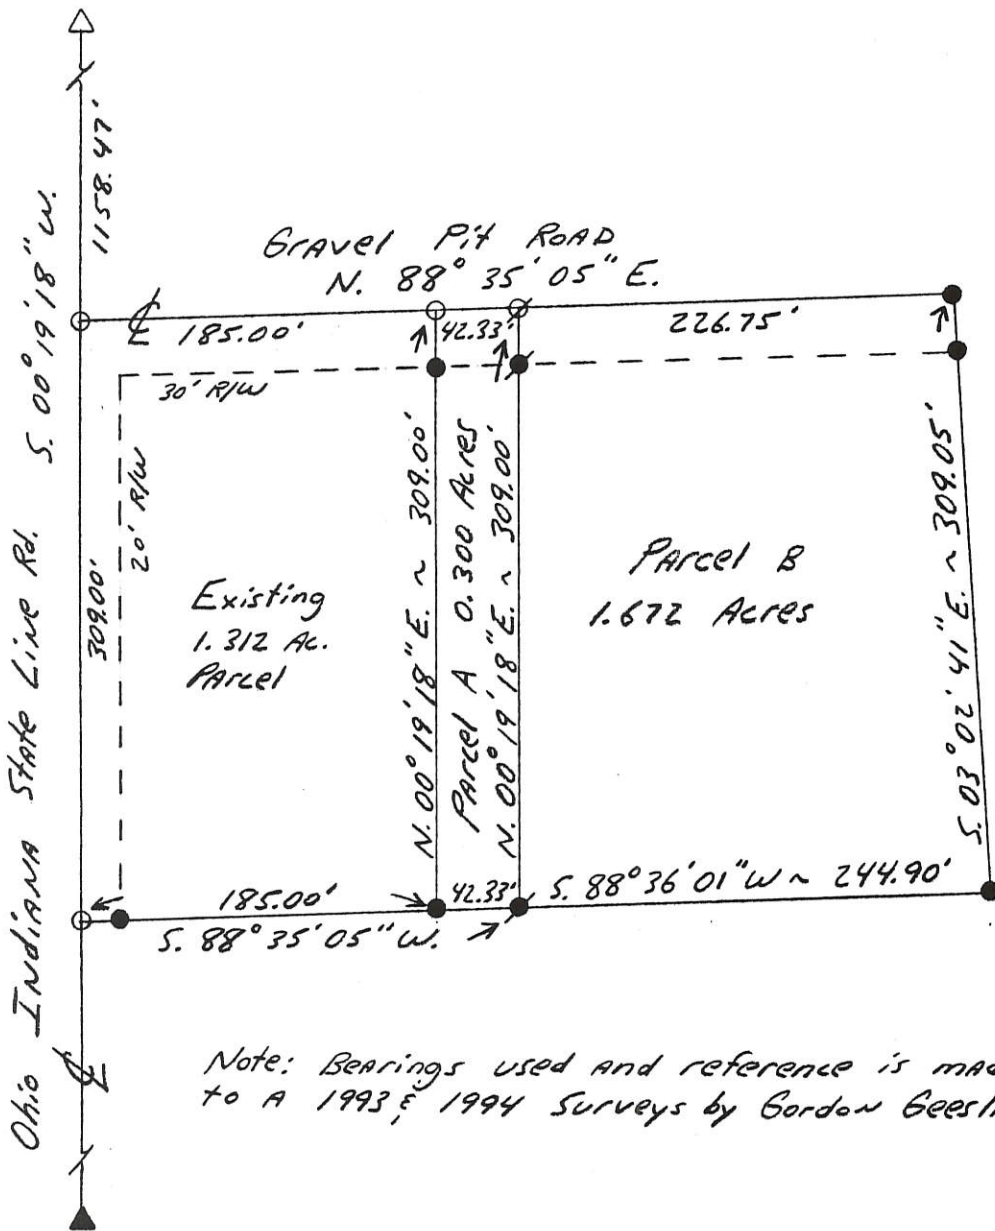 1158.47'
Ohio Indiana State Line Rd. S. 00° 19' 18" W.
Gravel Pit Road
N. 88° 35' 05" E.
℄ 185.00'
42.33'
226.75'
30' R/W
20' R/W
309.00'
Existing
1.312 Ac.
Parcel
N. 00° 19' 18" E. ~ 309.00'
Parcel A 0.300 Acres
N. 00° 19' 18" E. ~ 309.00'
Parcel B
1.672 Acres
S. 03° 02' 41" E. ~ 309.05'
185.00'
42.33'
S. 88° 36' 01" W ~ 244.90'
S. 88° 35' 05" W.
℄
Note: Bearings used and reference is
to a 1993 & 1994 Surveys by Gordon